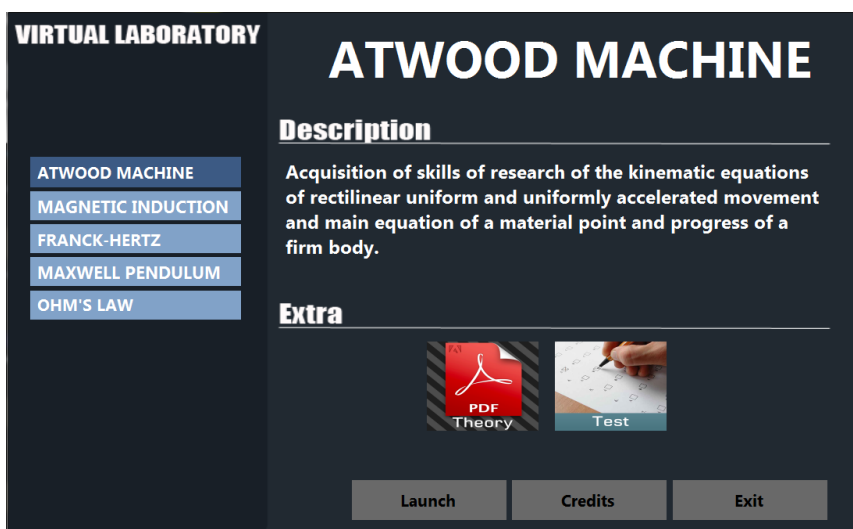 VIRTUAL LABORATORY
ATWOOD MACHINE
MAGNETIC INDUCTION
FRANCK-HERTZ
MAXWELL PENDULUM
OHM'S LAW
ATWOOD MACHINE
Description
Acquisition of skills of research of the kinematic equations
of rectilinear uniform and uniformly accelerated movement
and main equation of a material point and progress of a
firm body.
Extra
PDF
Theory
Test
Launch
Credits
Exit